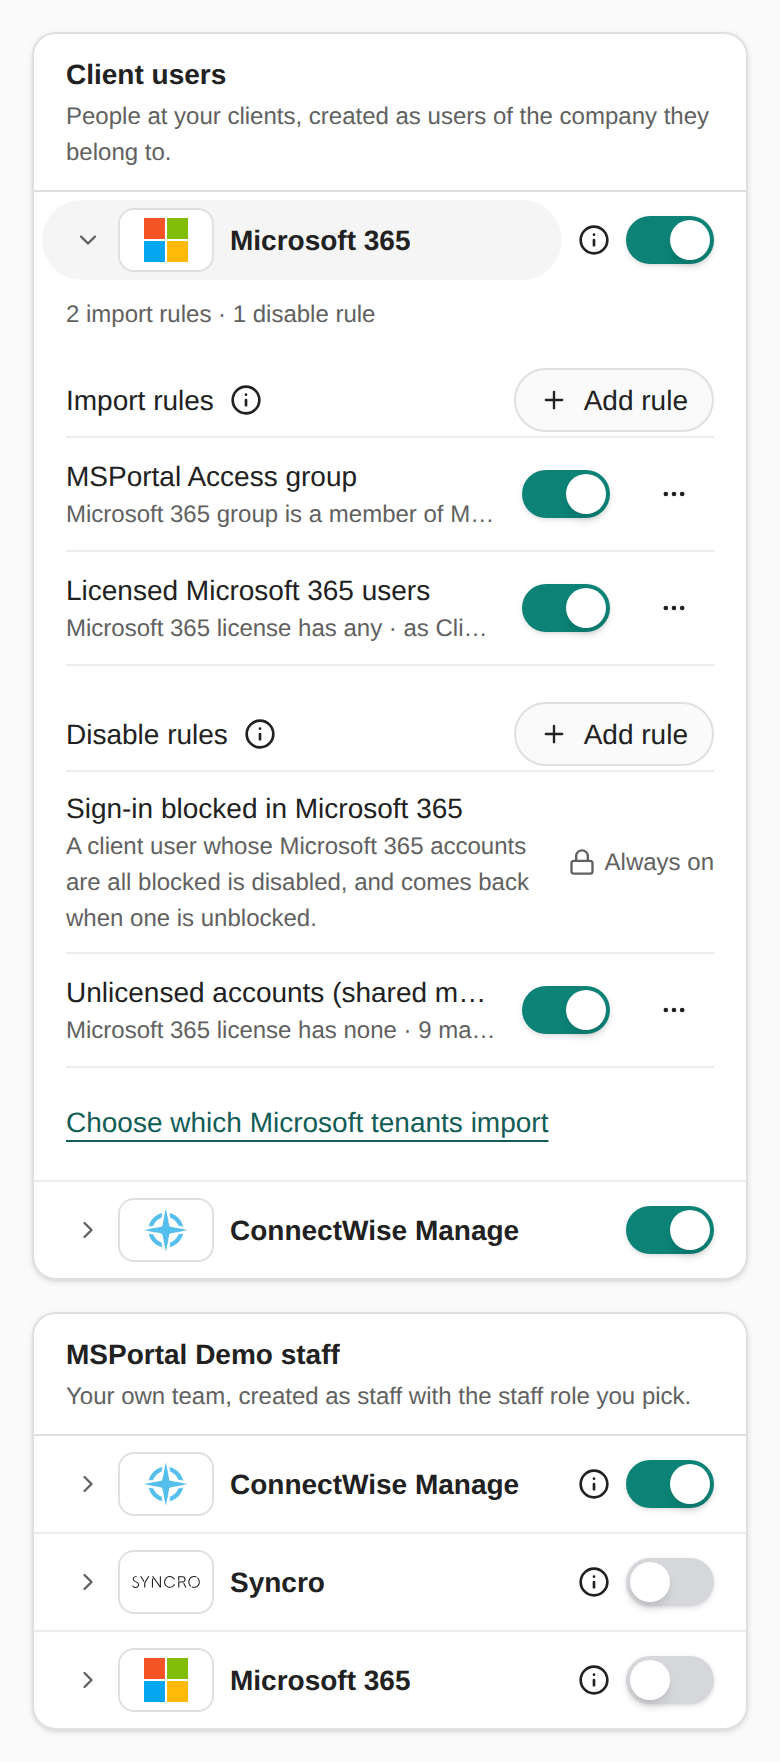 Client users
People at your clients, created as users of the company they
belong to.
Microsoft 365
2 import rules · 1 disable rule
Import rules
Add rule
MSPortal Access group
Microsoft 365 group is a member of M…
Licensed Microsoft 365 users
Microsoft 365 license has any · as Cli…
Disable rules
Add rule
Sign-in blocked in Microsoft 365
A client user whose Microsoft 365 accounts
are all blocked is disabled, and comes back
when one is unblocked.
Always on
Unlicensed accounts (shared m…
Microsoft 365 license has none · 9 ma…
Choose which Microsoft tenants import
ConnectWise Manage
MSPortal Demo staff
Your own team, created as staff with the staff role you pick.
ConnectWise Manage
SYNCRO
Syncro
Microsoft 365